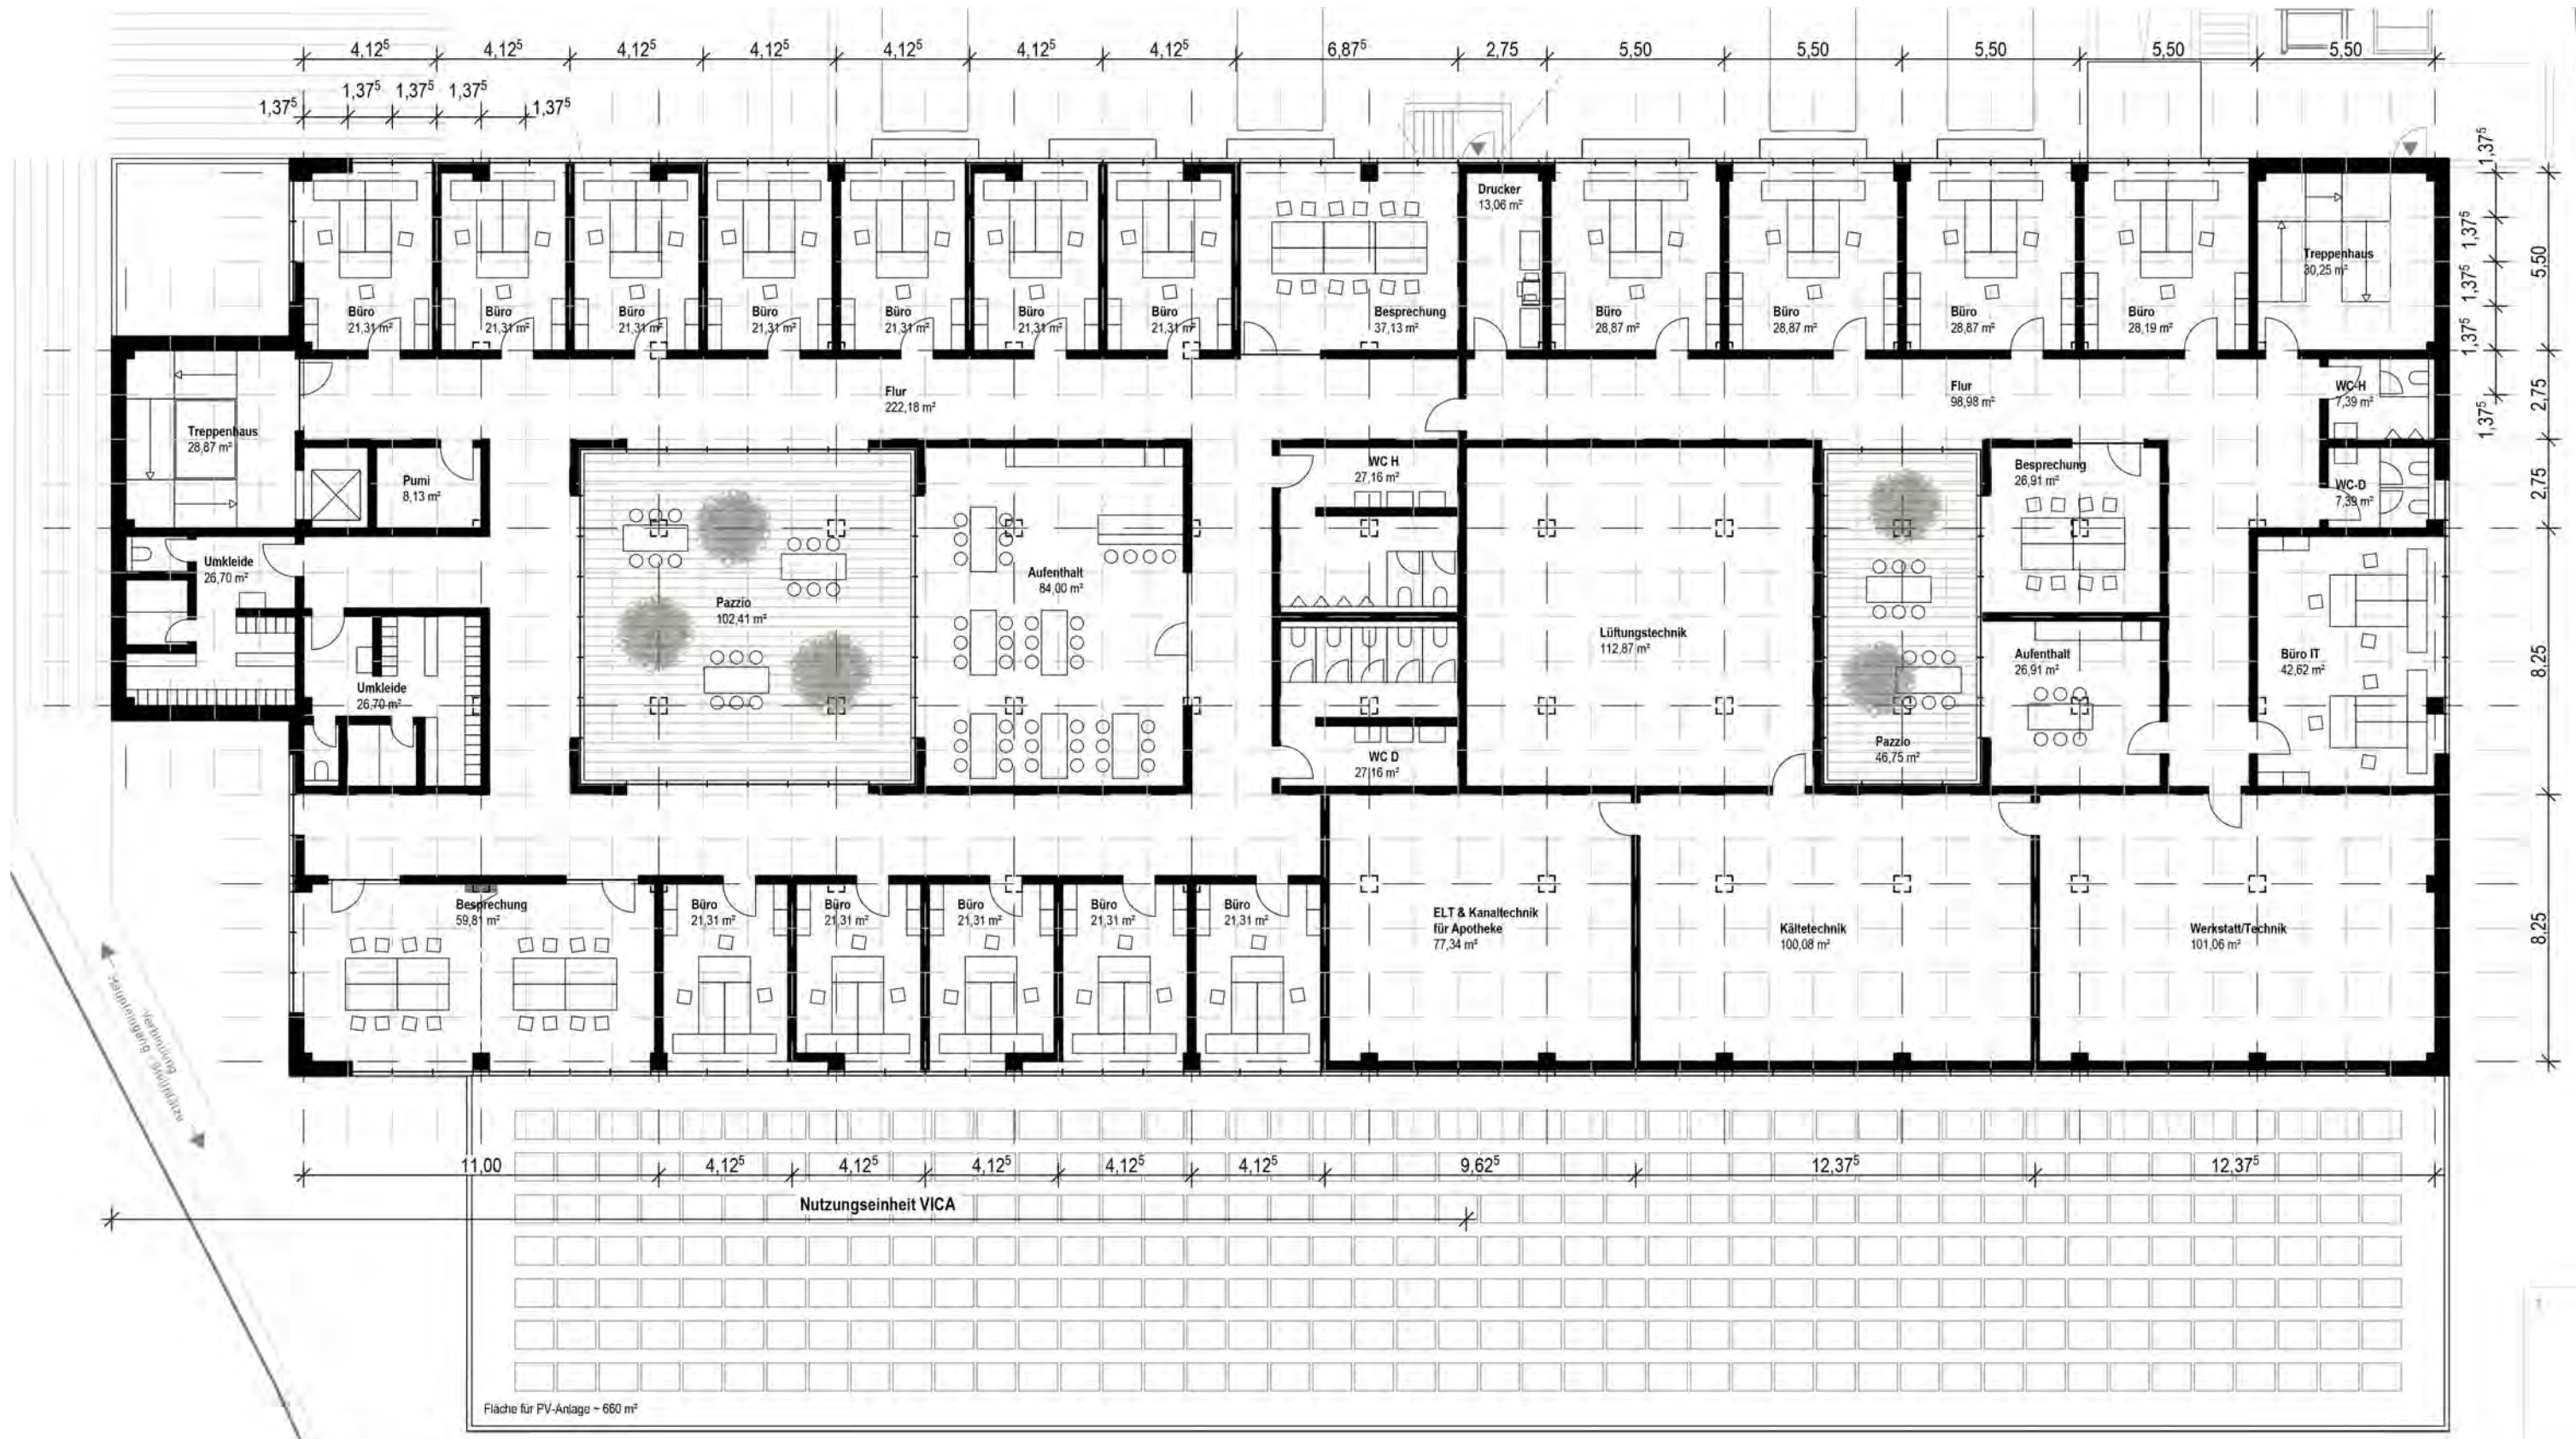 4,12⁵ 4,12⁵ 4,12⁵ 4,12⁵ 4,12⁵ 4,12⁵ 4,12⁵ 6,87⁵ 2,75 5,50 5,50 5,50 5,50 5,50
1,37⁵ 1,37⁵ 1,37⁵
1,37⁵ 1,37⁵
1,37⁵
1,37⁵
1,37⁵
1,37⁵
1,37⁵
5,50
2,75
2,75
8,25
8,25
Drucker
13,06 m²
Treppenhaus
30,25 m²
Büro
21,31 m²
Büro
21,31 m²
Büro
21,31 m²
Büro
21,31 m²
Büro
21,31 m²
Büro
21,31 m²
Büro
21,31 m²
Besprechung
37,13 m²
Büro
28,87 m²
Büro
28,87 m²
Büro
28,87 m²
Büro
28,19 m²
Flur
222,18 m²
Flur
98,98 m²
WC-H
7,39 m²
Treppenhaus
28,87 m²
Pumi
8,13 m²
WC H
27,16 m²
Besprechung
26,91 m²
WC-D
7,39 m²
Umkleide
26,70 m²
Pazzio
102,41 m²
Aufenthalt
84,00 m²
Lüftungstechnik
112,87 m²
Aufenthalt
26,91 m²
Büro IT
42,62 m²
Umkleide
26,70 m²
WC D
27,16 m²
Pazzio
46,75 m²
Besprechung
59,81 m²
Büro
21,31 m²
Büro
21,31 m²
Büro
21,31 m²
Büro
21,31 m²
Büro
21,31 m²
ELT & Kanaltechnik
für Apotheke
77,34 m²
Kältetechnik
100,08 m²
Werkstatt/Technik
101,06 m²
Verbindung
Haupteingang - Stellplätze
11,00 4,12⁵ 4,12⁵ 4,12⁵ 4,12⁵ 4,12⁵ 9,62⁵ 12,37⁵ 12,37⁵
Nutzungseinheit VICA
Fläche für PV-Anlage ~ 660 m²